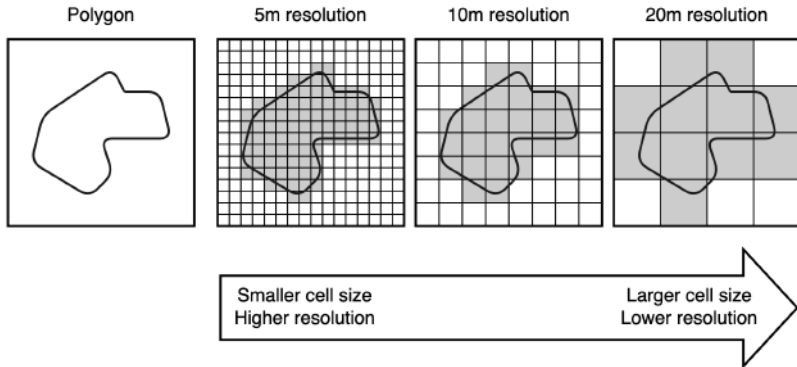 Polygon
5m resolution
10m resolution
20m resolution
Smaller cell size
Higher resolution
Larger cell size
Lower resolution